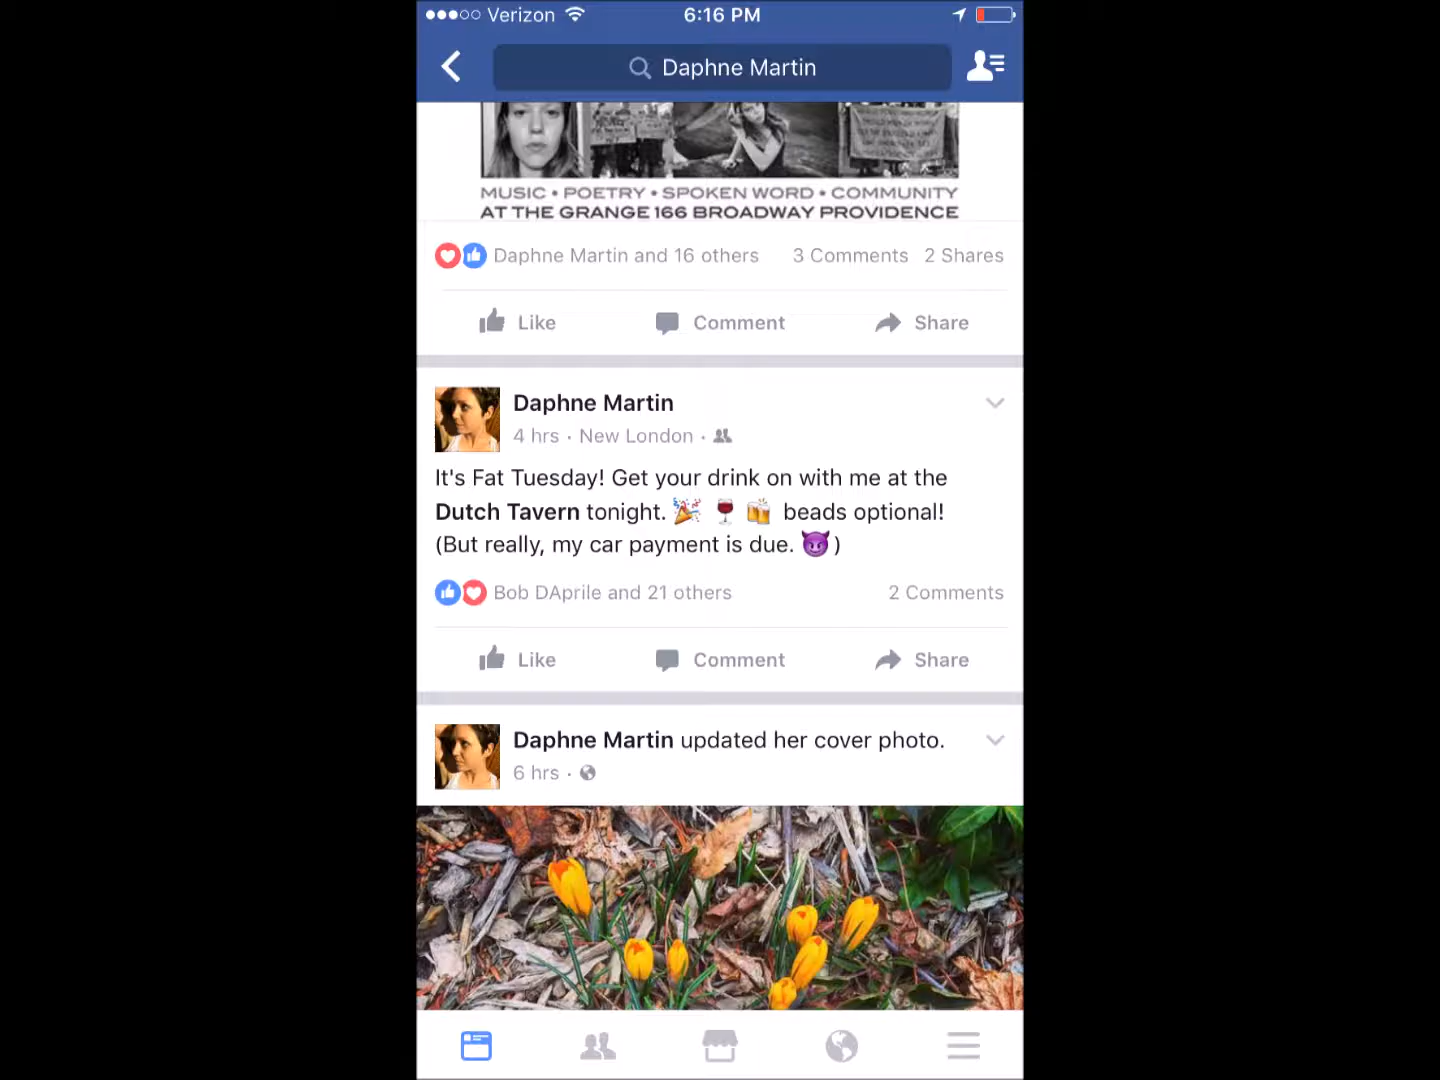 Verizon 6:16 PM
Daphne Martin
MUSIC • POETRY • SPOKEN WORD • COMMUNITY
AT THE GRANGE 166 BROADWAY PROVIDENCE
Daphne Martin and 16 others 3 Comments 2 Shares
Like Comment Share
Daphne Martin
4 hrs · New London ·
It's Fat Tuesday! Get your drink on with me at the
Dutch Tavern tonight. 🎉 🍷 🍻 beads optional!
(But really, my car payment is due. 😈)
Bob DAprile and 21 others 2 Comments
Like Comment Share
Daphne Martin updated her cover photo.
6 hrs ·